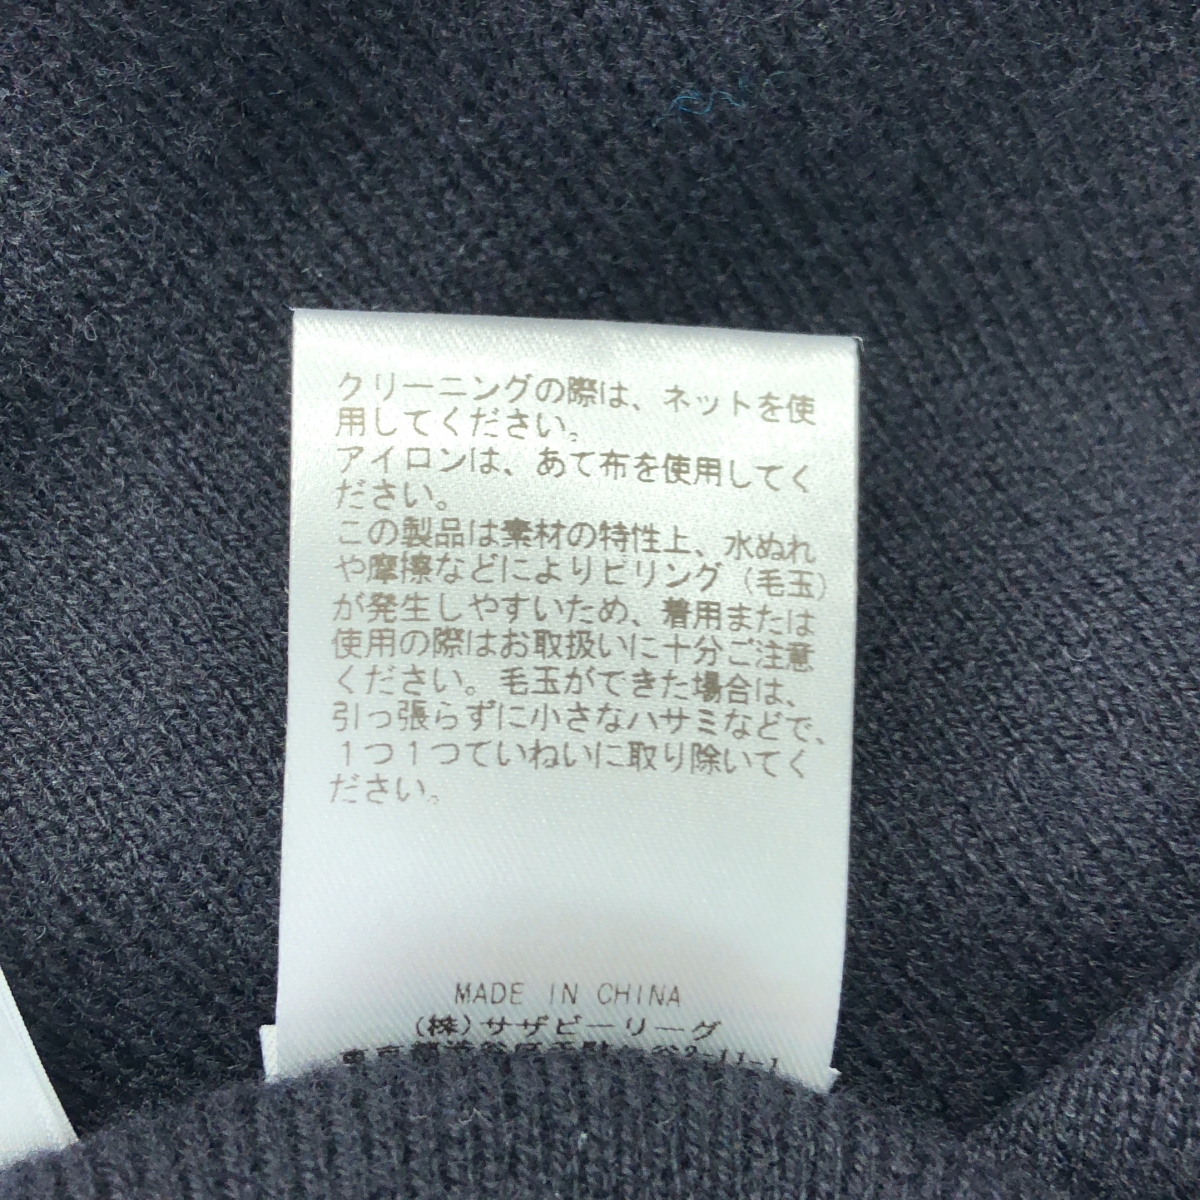 クリーニングの際は、ネットを使
用してください。
アイロンは、あて布を使用してく
ださい。
この製品は素材の特性上、水ぬれ
や摩擦などによりピリング（毛玉）
が発生しやすいため、着用または
使用の際はお取扱いに十分ご注意
ください。毛玉ができた場合は、
引っ張らずに小さなハサミなどで、
1つ1つていねいに取り除いてく
ださい。
MADE IN CHINA
（株）サザビーリーグ
2-11-1